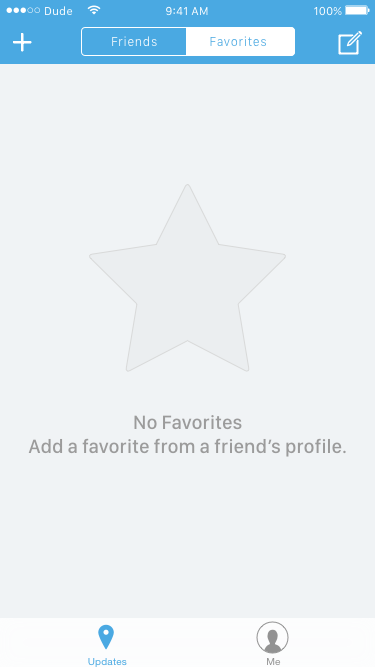 Dude 9:41 AM 100%
Friends Favorites
No Favorites
Add a favorite from a friend's profile.
Updates Me